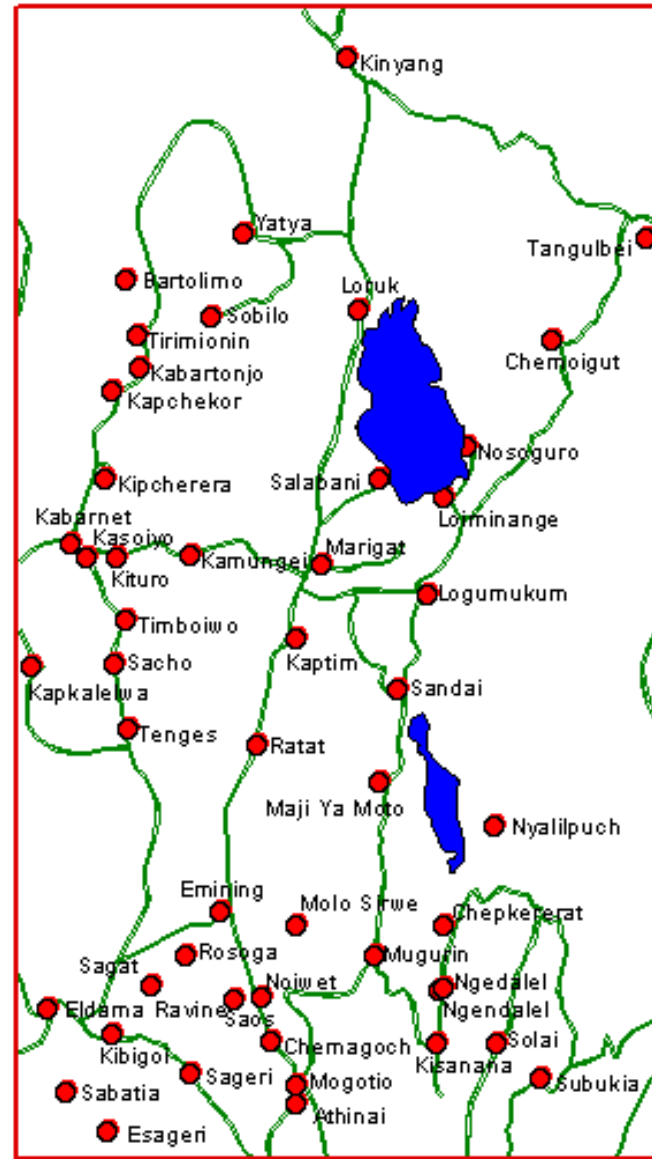 Kinyang
Yatya
Tangulbei
Bartolimo
Loruk
Sobilo
Tirimionin
Chemoigut
Kabartonjo
Kapchekor
Nosoguro
Kipcherera
Salabani
Loiminange
Kabarnet
Kasoiyo
Marigat
Kituro
Kamungei
Logumukum
Timboiwo
Kaptim
Sacho
Kapkalelwa
Sandai
Tenges
Ratat
Maji Ya Moto
Nyalilpuch
Emining
Molo Sirwe
Chepkererat
Rosoga
Mugurin
Sagat
Noiwet
Ngedalel
Eldama Ravine
Saos
Ngendalel
Kibigoi
Chemagoch
Kisanana
Solai
Sageri
Mogotio
Subukia
Sabatia
Athinai
Esageri